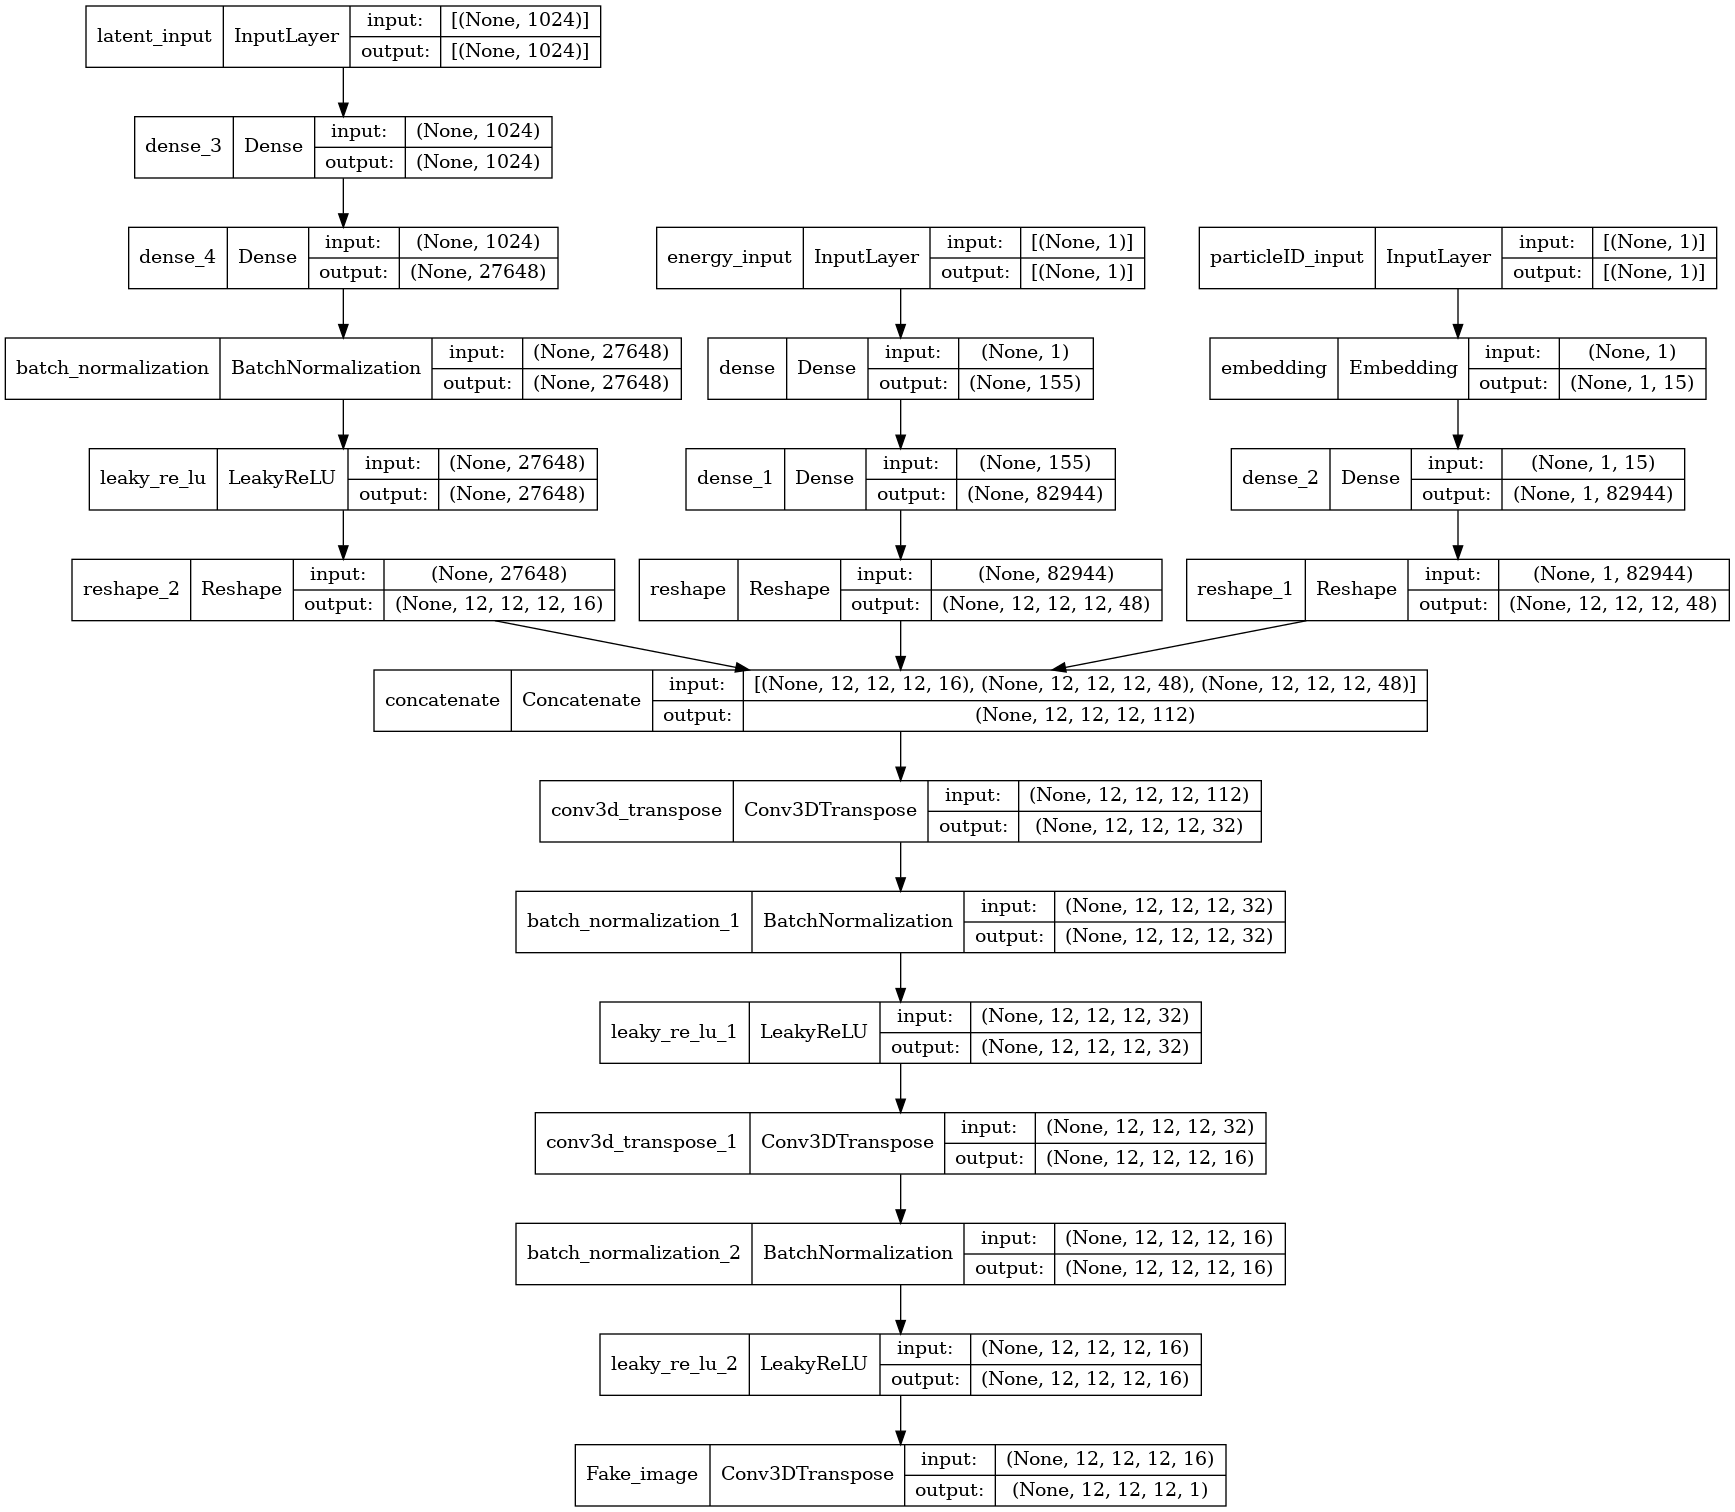 latent_input InputLayer input: [(None, 1024)]
output: [(None, 1024)]
dense_3 Dense input: (None, 1024)
output: (None, 1024)
dense_4 Dense input: (None, 1024)
output: (None, 27648)
energy_input InputLayer input: [(None, 1)]
output: [(None, 1)]
particleID_input InputLayer input: [(None, 1)]
output: [(None, 1)]
batch_normalization BatchNormalization input: (None, 27648)
output: (None, 27648)
dense Dense input: (None, 1)
output: (None, 155)
embedding Embedding input: (None, 1)
output: (None, 1, 15)
leaky_re_lu LeakyReLU input: (None, 27648)
output: (None, 27648)
dense_1 Dense input: (None, 155)
output: (None, 82944)
dense_2 Dense input: (None, 1, 15)
output: (None, 1, 82944)
reshape_2 Reshape input: (None, 27648)
output: (None, 12, 12, 12, 16)
reshape Reshape input: (None, 82944)
output: (None, 12, 12, 12, 48)
reshape_1 Reshape input: (None, 1, 82944)
output: (None, 12, 12, 12, 48)
concatenate Concatenate input: [(None, 12, 12, 12, 16), (None, 12, 12, 12, 48), (None, 12, 12, 12, 48)]
output: (None, 12, 12, 12, 112)
conv3d_transpose Conv3DTranspose input: (None, 12, 12, 12, 112)
output: (None, 12, 12, 12, 32)
batch_normalization_1 BatchNormalization input: (None, 12, 12, 12, 32)
output: (None, 12, 12, 12, 32)
leaky_re_lu_1 LeakyReLU input: (None, 12, 12, 12, 32)
output: (None, 12, 12, 12, 32)
conv3d_transpose_1 Conv3DTranspose input: (None, 12, 12, 12, 32)
output: (None, 12, 12, 12, 16)
batch_normalization_2 BatchNormalization input: (None, 12, 12, 12, 16)
output: (None, 12, 12, 12, 16)
leaky_re_lu_2 LeakyReLU input: (None, 12, 12, 12, 16)
output: (None, 12, 12, 12, 16)
Fake_image Conv3DTranspose input: (None, 12, 12, 12, 16)
output: (None, 12, 12, 12, 1)